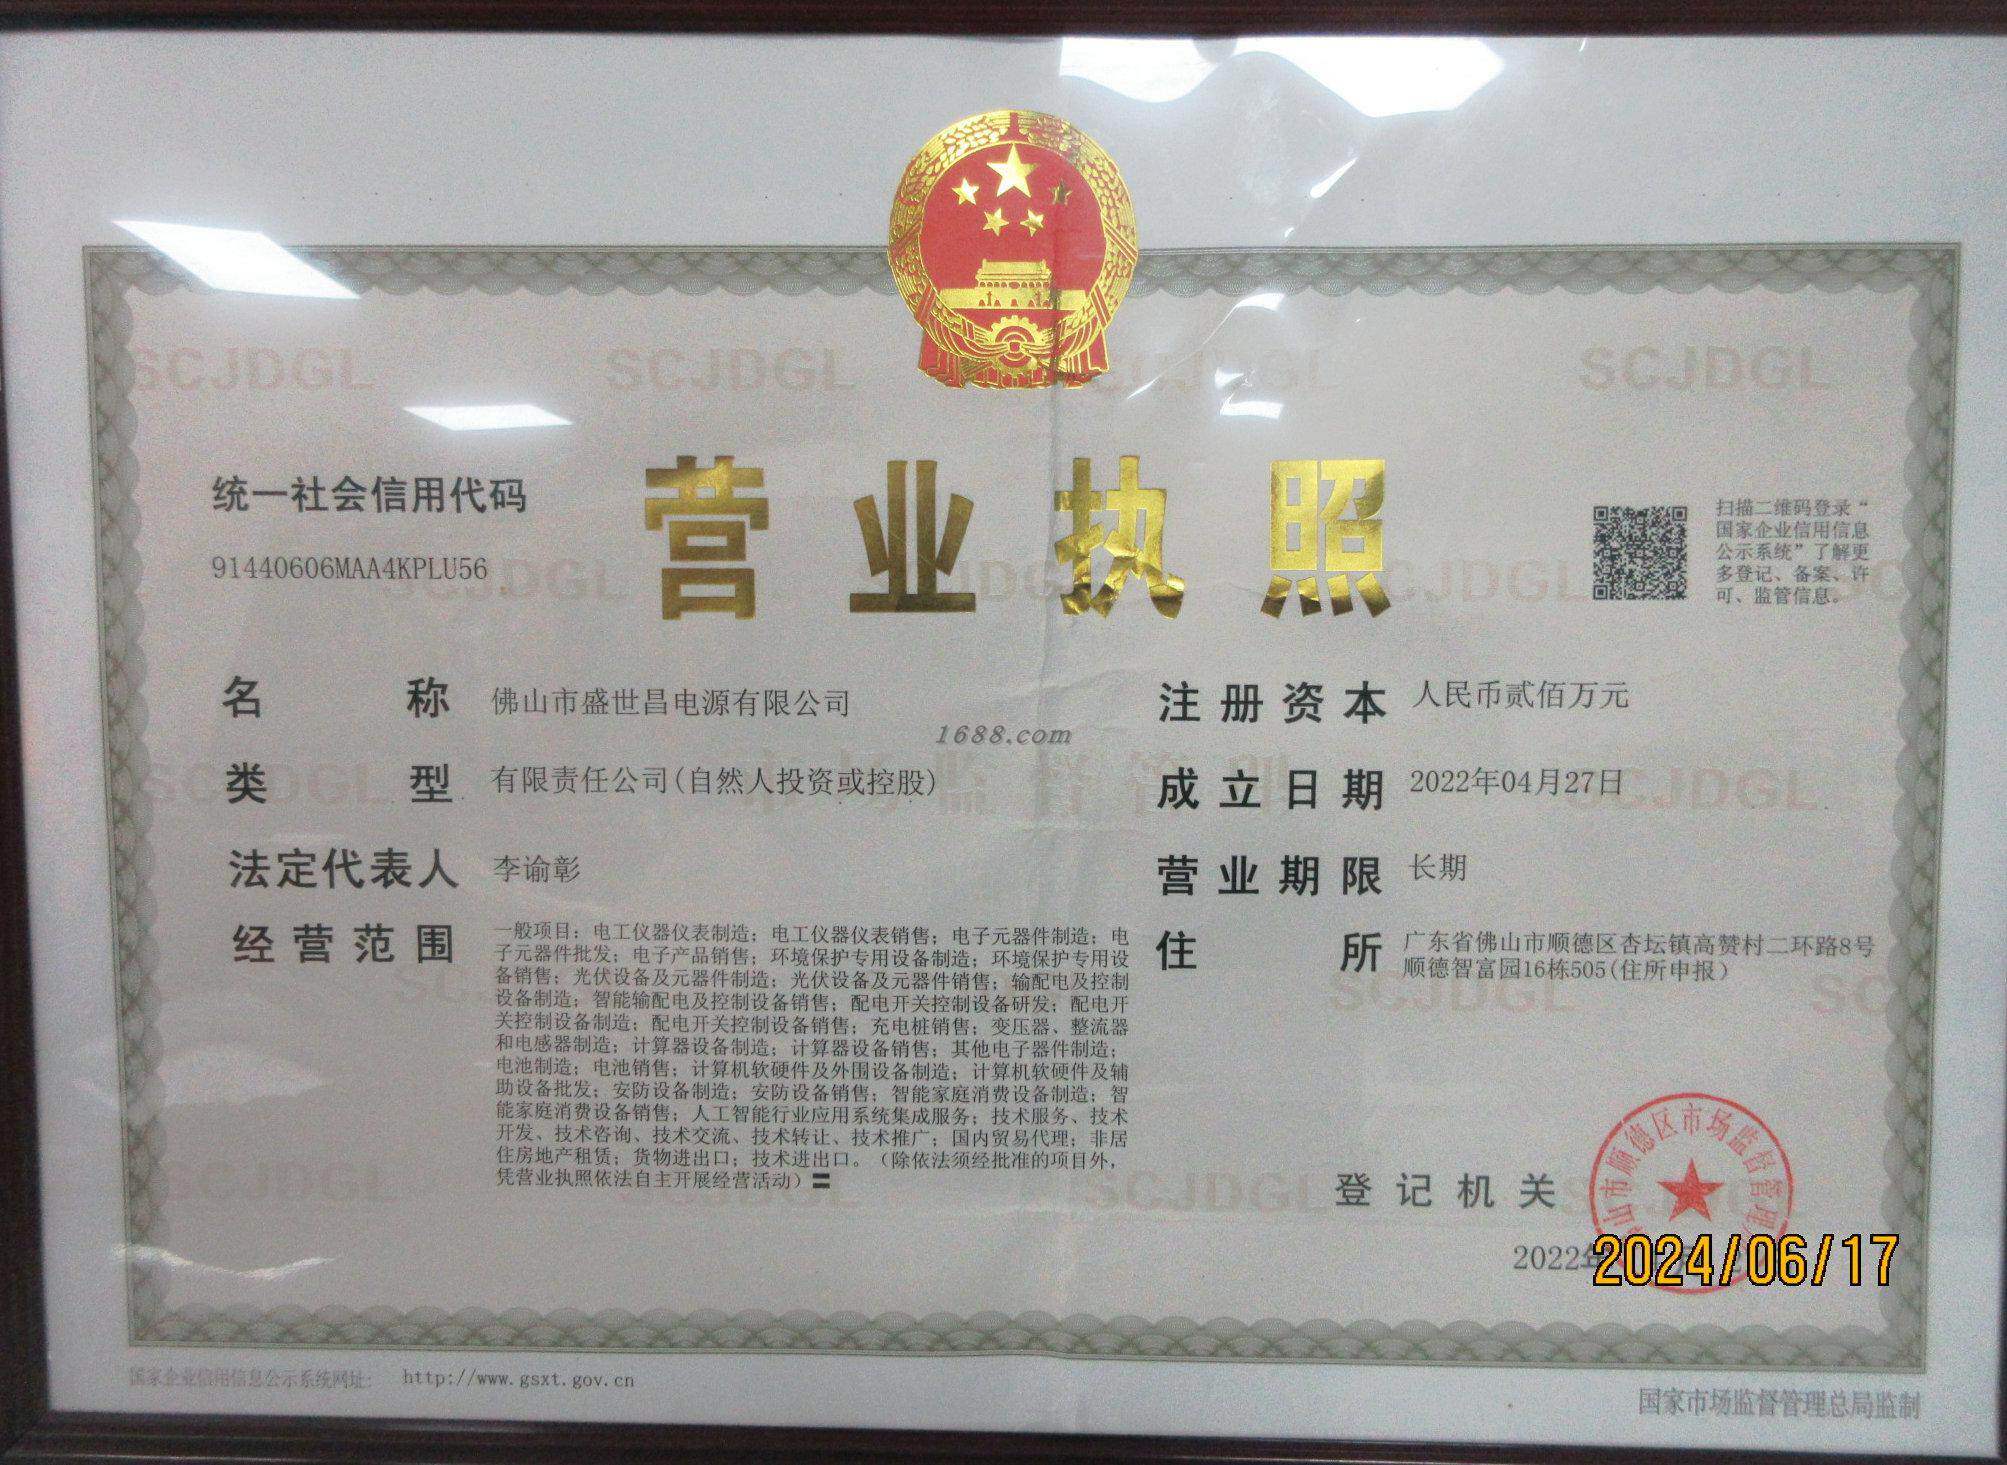 统一社会信用代码
91440606MAA4KPLU56
营业执照
扫描二维码登录“
国家企业信用信息
公示系统”了解更
多登记、备案、许
可、监管信息。
名称 佛山市盛世昌电源有限公司
类型 有限责任公司(自然人投资或控股)
法定代表人 李谕彰
经营范围 一般项目；电工仪器仪表制造；电工仪器仪表销售；电子元器件制造；电
子元器件批发；电子产品销售；环境保护专用设备制造；环境保护专用设
备销售；光伏设备及元器件制造；光伏设备及元器件销售；输配电及控制
设备制造；智能输配电及控制设备销售；配电开关控制设备研发；配电开
关控制设备制造；配电开关控制设备销售；充电桩销售；变压器、整流器
和电感器制造；计算器设备制造；计算器设备销售；其他电子器件制造；
电池制造；电池销售；计算机软硬件及外围设备制造；计算机软硬件及辅
助设备批发；安防设备制造；安防设备销售；智能家庭消费设备制造；智
能家庭消费设备销售；人工智能行业应用系统集成服务；技术服务、技术
开发、技术咨询、技术交流、技术转让、技术推广；国内贸易代理；非居
住房地产租赁；货物进出口；技术进出口。（除依法须经批准的项目外，
凭营业执照依法自主开展经营活动）〓
注册资本 人民币贰佰万元
成立日期 2022年04月27日
营业期限 长期
住所 广东省佛山市顺德区杏坛镇高赞村二环路8号
顺德智富园16栋505(住所申报)
1688.com
登记机关
山市顺德区市场监督管理
2022年
2024/06/17
国家企业信用信息公示系统网址： http://www.gsxt.gov.cn
国家市场监督管理总局监制
SCJDGL
SCJDGL
SCJDGL
SCJDGL
SCJDGL
SCJDGL